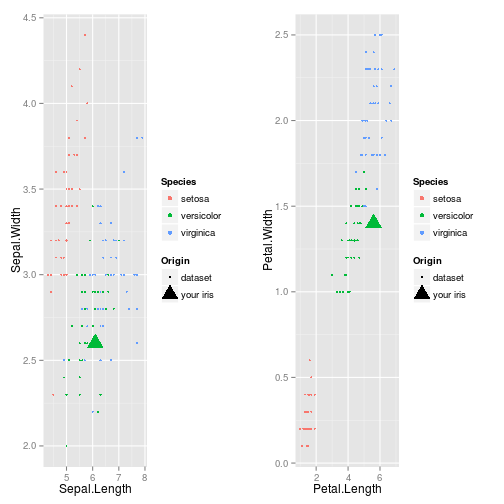 4.5
4.0
3.5
3.0
2.5
2.0
Sepal.Width
5 6 7 8
Sepal.Length
Species
setosa
versicolor
virginica
Origin
dataset
your iris
2.5
2.0
1.5
1.0
0.5
0.0
Petal.Width
2 4 6
Petal.Length
Species
setosa
versicolor
virginica
Origin
dataset
your iris